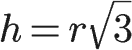 h = r√3